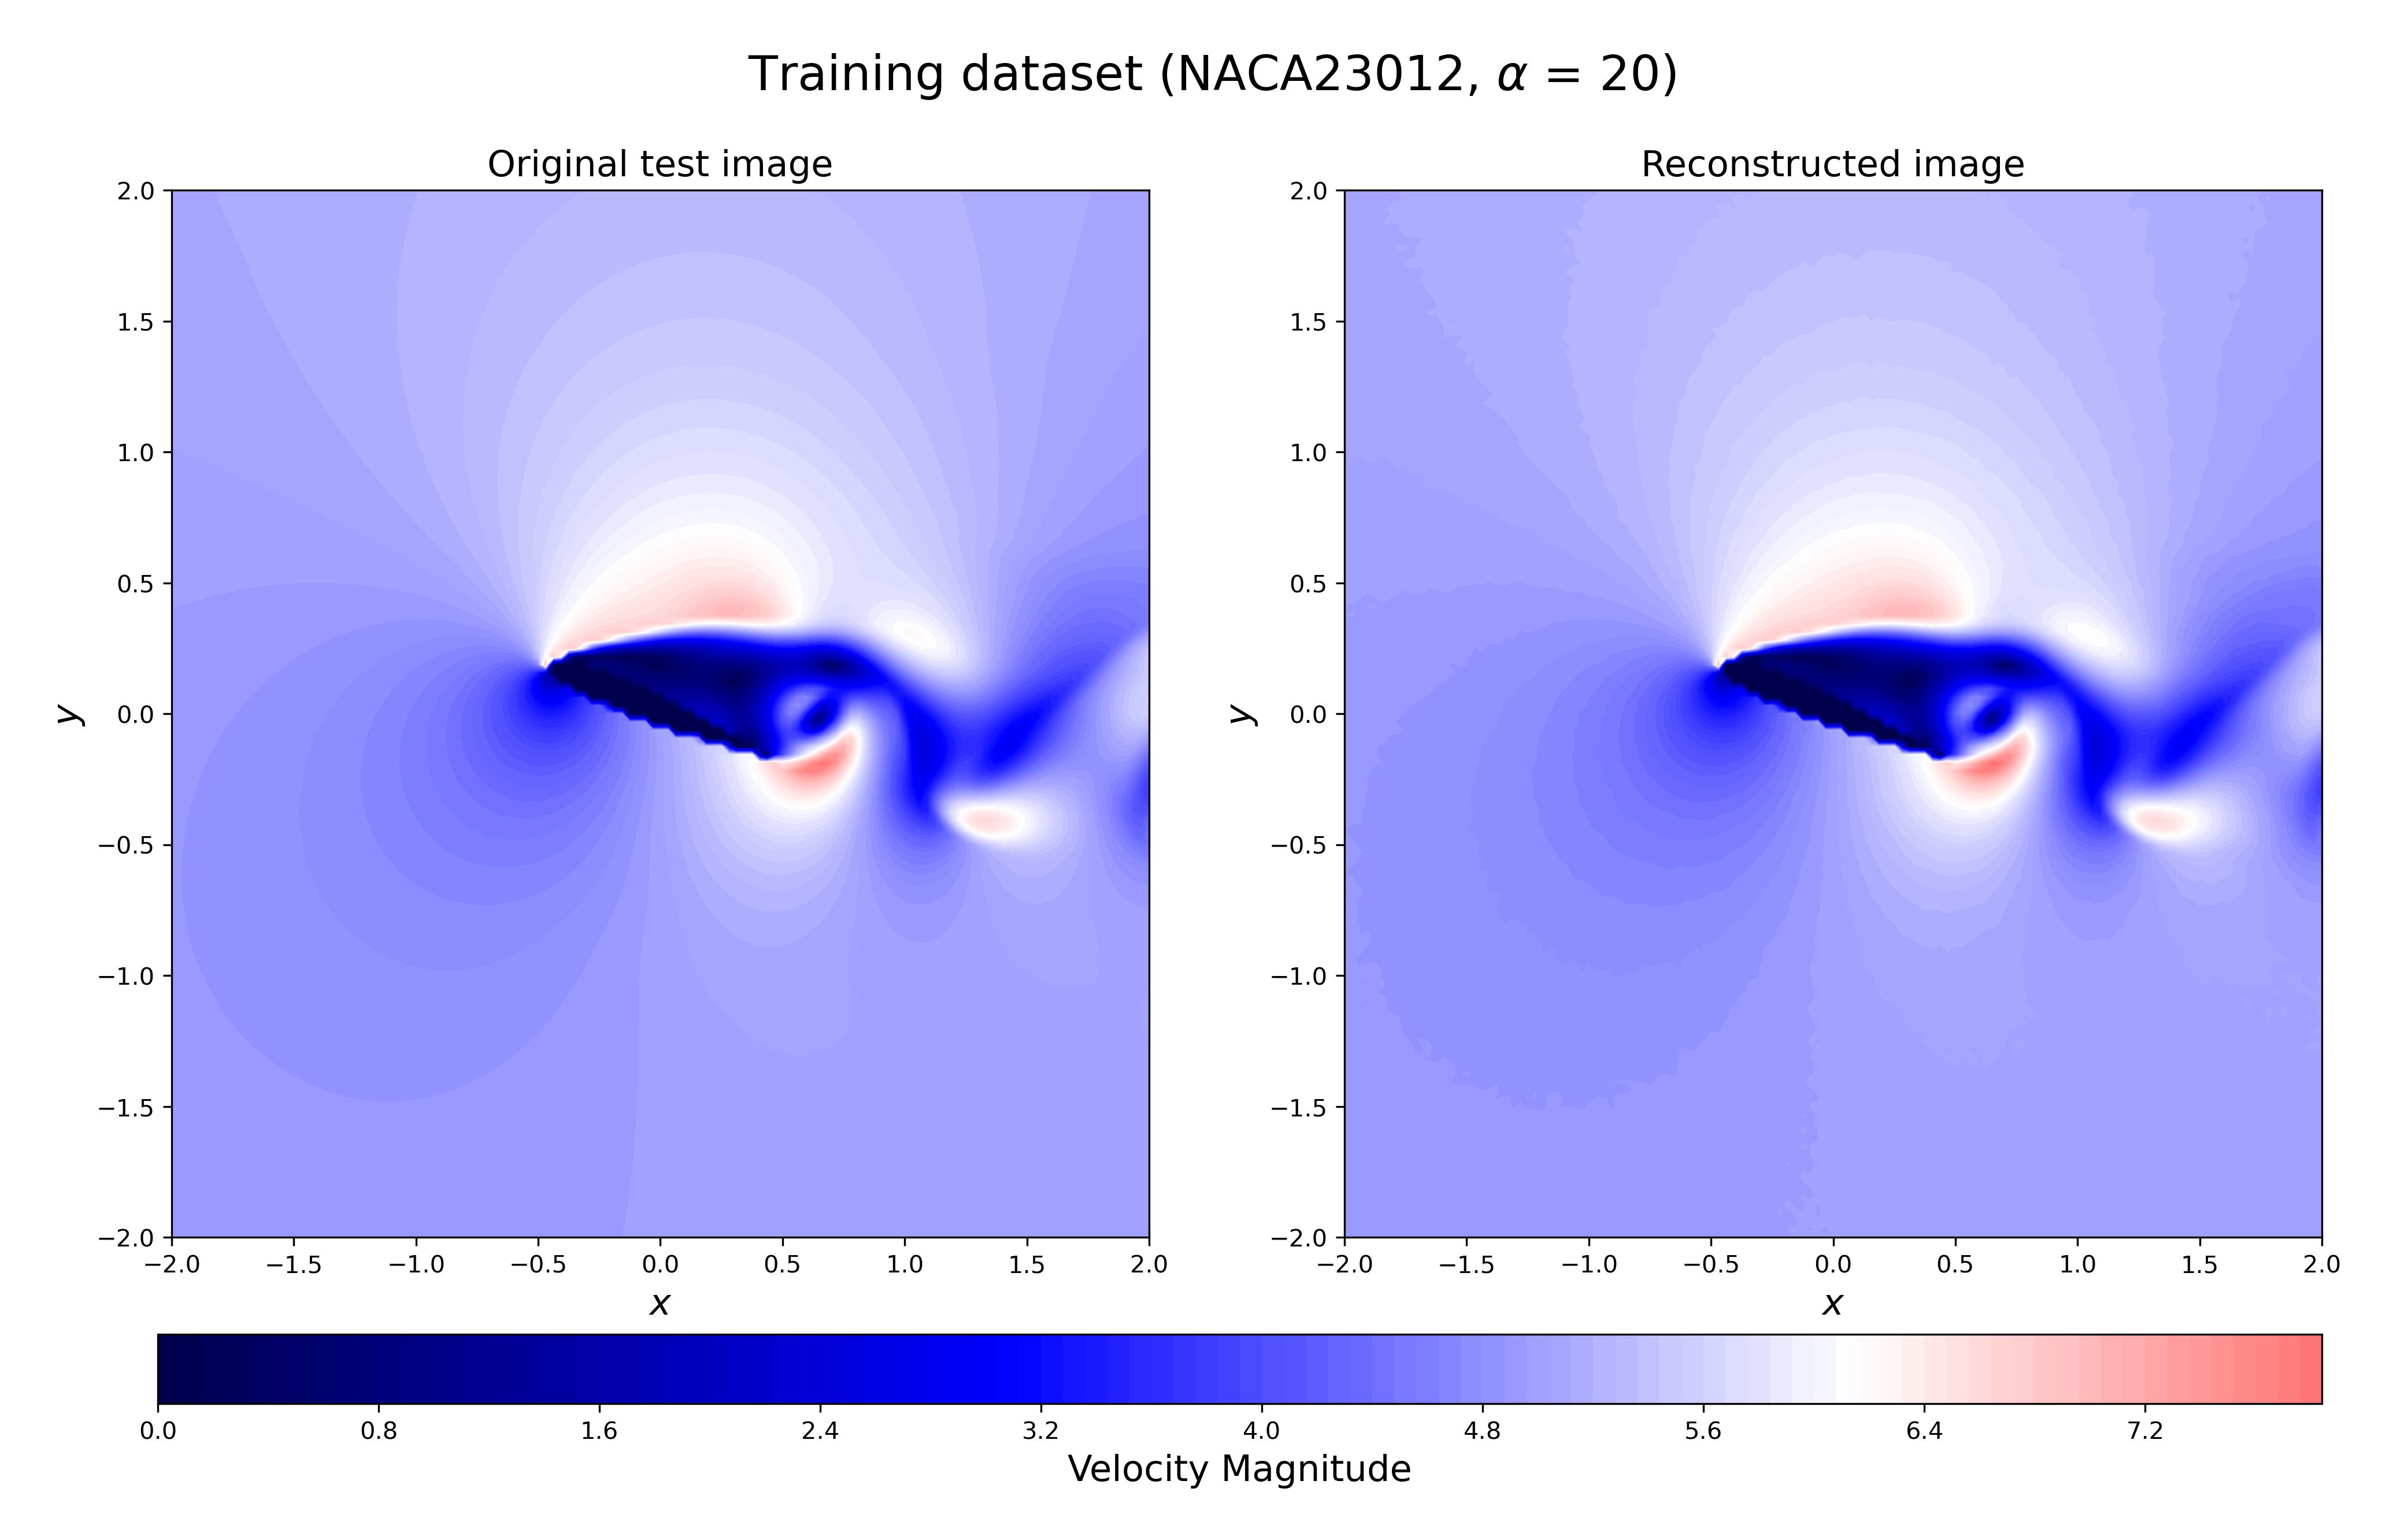 Training dataset (NACA23012, α = 20)
Original test image
2.0
1.5
1.0
0.5
0.0
−0.5
−1.0
−1.5
−2.0
y
−2.0 −1.5 −1.0 −0.5 0.0 0.5 1.0 1.5 2.0
x
Reconstructed image
2.0
1.5
1.0
0.5
0.0
−0.5
−1.0
−1.5
−2.0
y
−2.0 −1.5 −1.0 −0.5 0.0 0.5 1.0 1.5 2.0
x
0.0 0.8 1.6 2.4 3.2 4.0 4.8 5.6 6.4 7.2
Velocity Magnitude